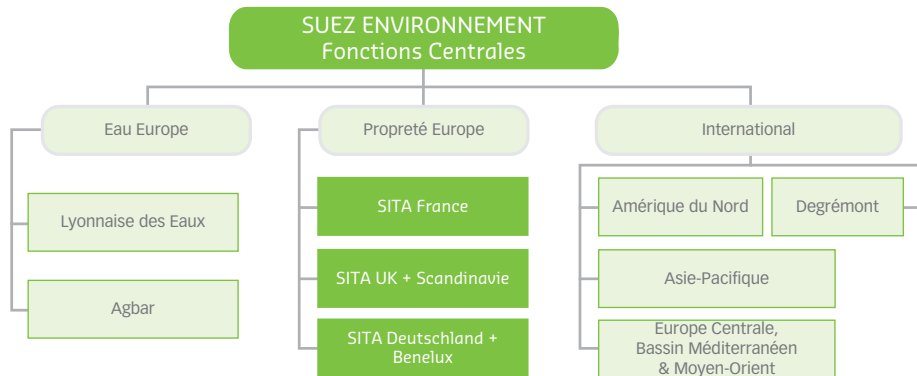 SUEZ ENVIRONNEMENT
Fonctions Centrales
Eau Europe
Propreté Europe
International
Lyonnaise des Eaux
SITA France
Amérique du Nord
Degrémont
Agbar
SITA UK + Scandinavie
Asie-Pacifique
SITA Deutschland +
Benelux
Europe Centrale,
Bassin Méditerranéen
& Moyen-Orient